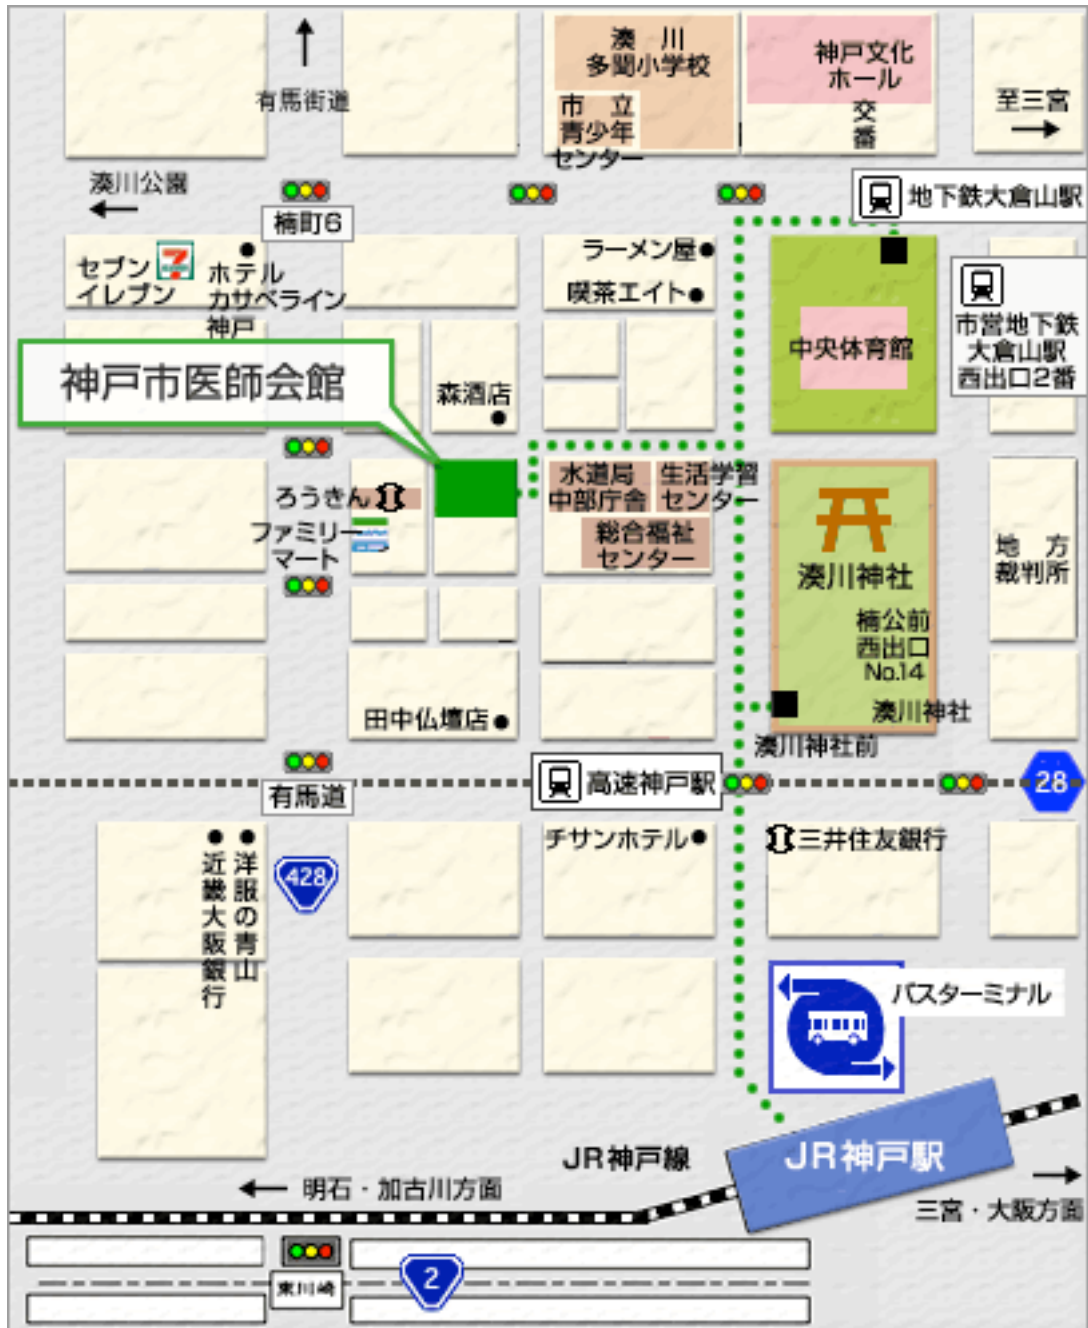 湊　川
多聞小学校
神戸文化
ホール
有馬街道
市　立
青少年
センター
交
番
至三宮
湊川公園
楠町6
地下鉄大倉山駅
セブン
イレブン
ホテル
カサベライン
神戸
ラーメン屋
喫茶エイト
市営地下鉄
大倉山駅
西出口2番
中央体育館
神戸市医師会館
森酒店
ろうきん
ファミリー
マート
水道局
中部庁舎
生活学習
センター
総合福祉
センター
湊川神社
地　方
裁判所
楠公前
西出口
No.14
湊川神社
田中仏壇店
湊川神社前
高速神戸駅
有馬道
28
チサンホテル
三井住友銀行
洋服の青山
近畿大阪銀行
428
バスターミナル
JR神戸線
JR神戸駅
明石・加古川方面
三宮・大阪方面
東川崎
2